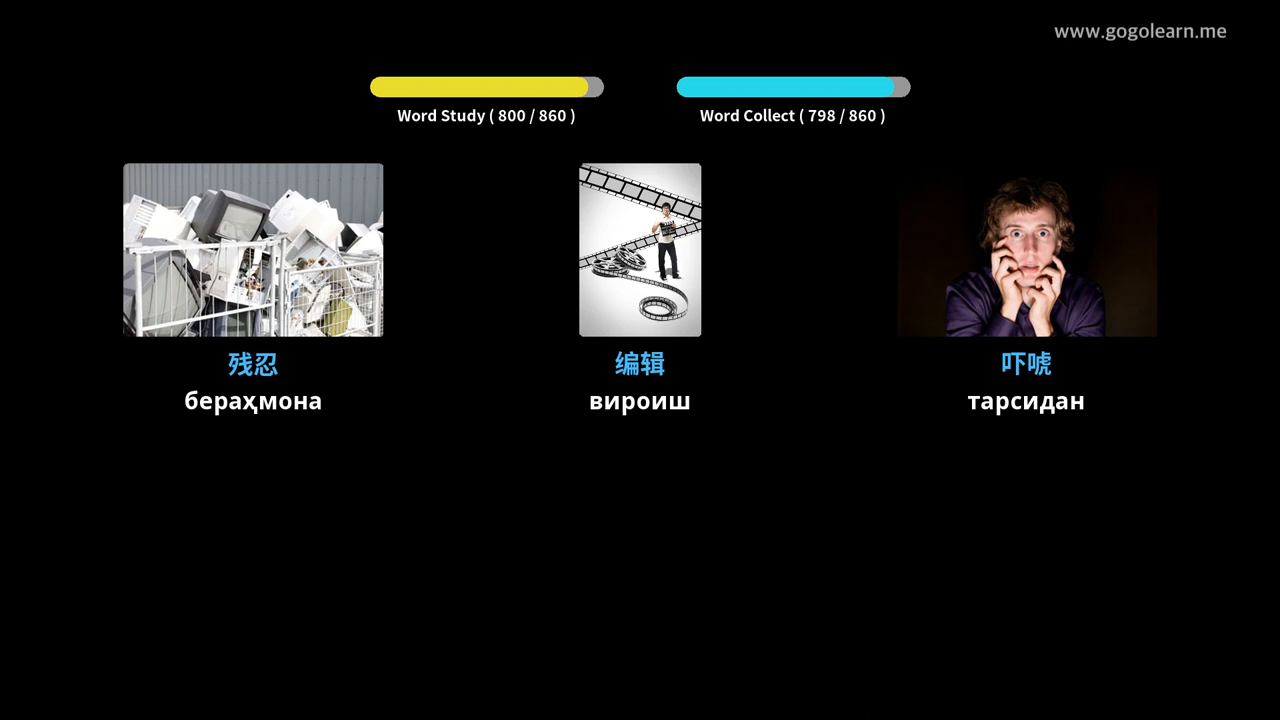 www.gogolearn.me
Word Study ( 800 / 860 )
Word Collect ( 798 / 860 )
残忍
编辑
吓唬
бераҳмона
вироиш
тарсидан